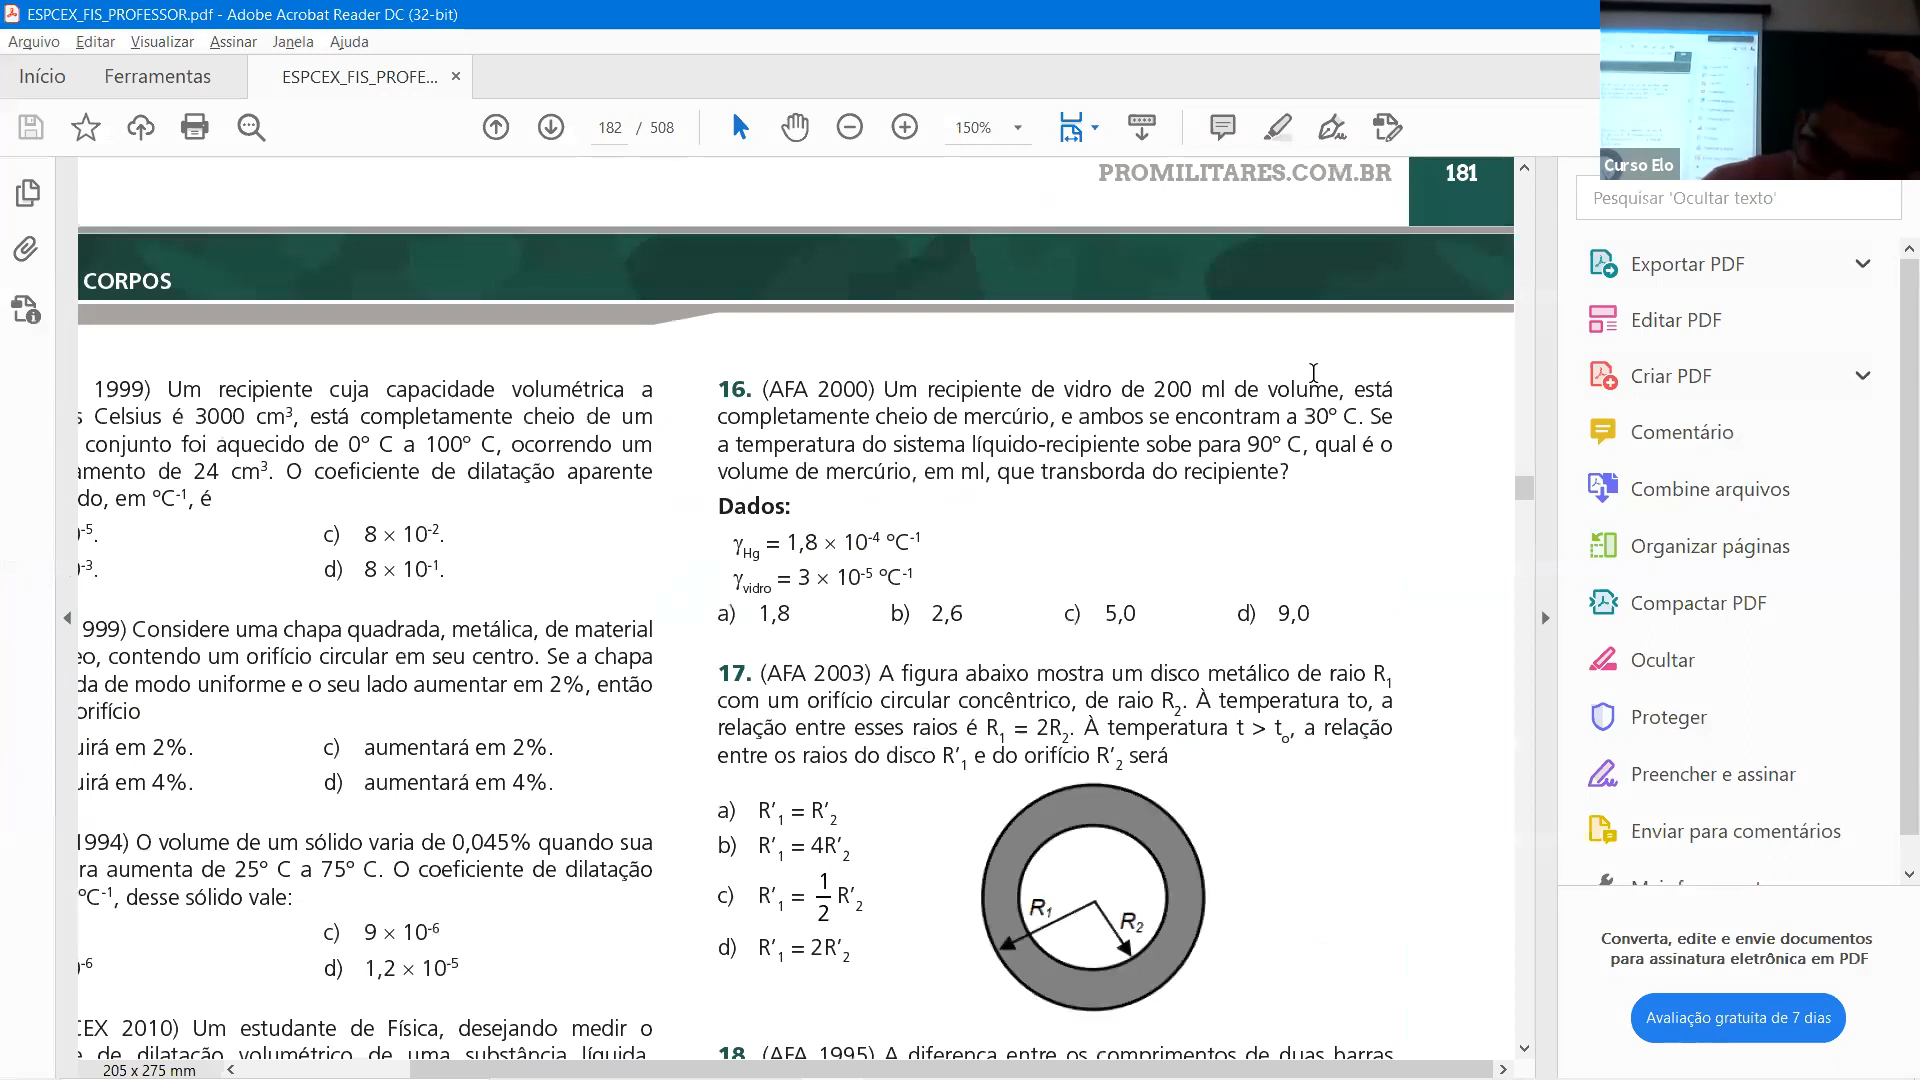 ESPCEX_FIS_PROFESSOR.pdf - Adobe Acrobat Reader DC (32-bit)
Arquivo Editar Visualizar Assinar Janela Ajuda
Início Ferramentas ESPCEX_FIS_PROFE... ×
182 / 508 150%
Curso Elo
PROMILITARES.COM.BR 181
CORPOS
1999) Um recipiente cuja capacidade volumétrica a
s Celsius é 3000 cm³, está completamente cheio de um
conjunto foi aquecido de 0º C a 100º C, ocorrendo um
amento de 24 cm³. O coeficiente de dilatação aparente
do, em ºC⁻¹, é
⁻⁵. c) 8 × 10⁻².
⁻³. d) 8 × 10⁻¹.
999) Considere uma chapa quadrada, metálica, de material
eo, contendo um orifício circular em seu centro. Se a chapa
da de modo uniforme e o seu lado aumentar em 2%, então
orifício
uirá em 2%. c) aumentará em 2%.
uirá em 4%. d) aumentará em 4%.
1994) O volume de um sólido varia de 0,045% quando sua
ra aumenta de 25º C a 75º C. O coeficiente de dilatação
ºC⁻¹, desse sólido vale:
c) 9 × 10⁻⁶
⁻⁶ d) 1,2 × 10⁻⁵
CEX 2010) Um estudante de Física, desejando medir o
e de dilatação volumétrico de uma substância líquida,
16. (AFA 2000) Um recipiente de vidro de 200 ml de volume, está
completamente cheio de mercúrio, e ambos se encontram a 30º C. Se
a temperatura do sistema líquido-recipiente sobe para 90º C, qual é o
volume de mercúrio, em ml, que transborda do recipiente?
Dados:
γHg = 1,8 × 10⁻⁴ ºC⁻¹
γvidro = 3 × 10⁻⁵ ºC⁻¹
a) 1,8 b) 2,6 c) 5,0 d) 9,0
17. (AFA 2003) A figura abaixo mostra um disco metálico de raio R₁
com um orifício circular concêntrico, de raio R₂. À temperatura to, a
relação entre esses raios é R₁ = 2R₂. À temperatura t > tₒ, a relação
entre os raios do disco R’₁ e do orifício R’₂ será
a) R’₁ = R’₂
b) R’₁ = 4R’₂
c) R’₁ = 1/2 R’₂
d) R’₁ = 2R’₂
R₁
R₂
18. (AFA 1995) A diferença entre os comprimentos de duas barras
205 x 275 mm
Pesquisar 'Ocultar texto'
Exportar PDF
Editar PDF
Criar PDF
Comentário
Combine arquivos
Organizar páginas
Compactar PDF
Ocultar
Proteger
Preencher e assinar
Enviar para comentários
Converta, edite e envie documentos
para assinatura eletrônica em PDF
Avaliação gratuita de 7 dias